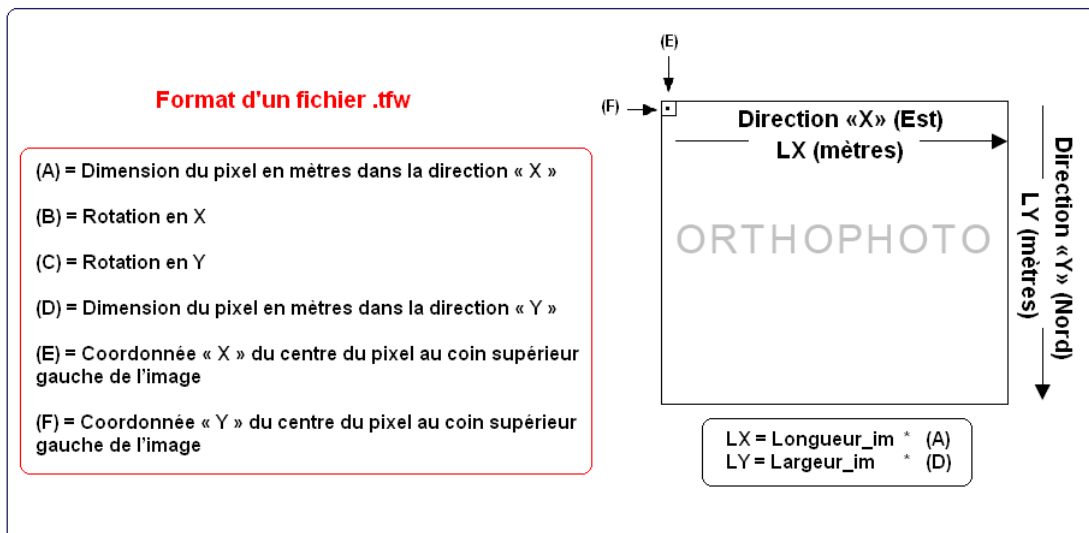 Format d'un fichier .tfw
(A) = Dimension du pixel en mètres dans la direction « X »
(B) = Rotation en X
(C) = Rotation en Y
(D) = Dimension du pixel en mètres dans la direction « Y »
(E) = Coordonnée « X » du centre du pixel au coin supérieur
gauche de l'image
(F) = Coordonnée « Y » du centre du pixel au coin supérieur
gauche de l'image
(E)
(F)
Direction «X» (Est)
LX (mètres)
ORTHOPHOTO
Direction «Y» (Nord)
LY (mètres)
LX = Longueur_im * (A)
LY = Largeur_im * (D)